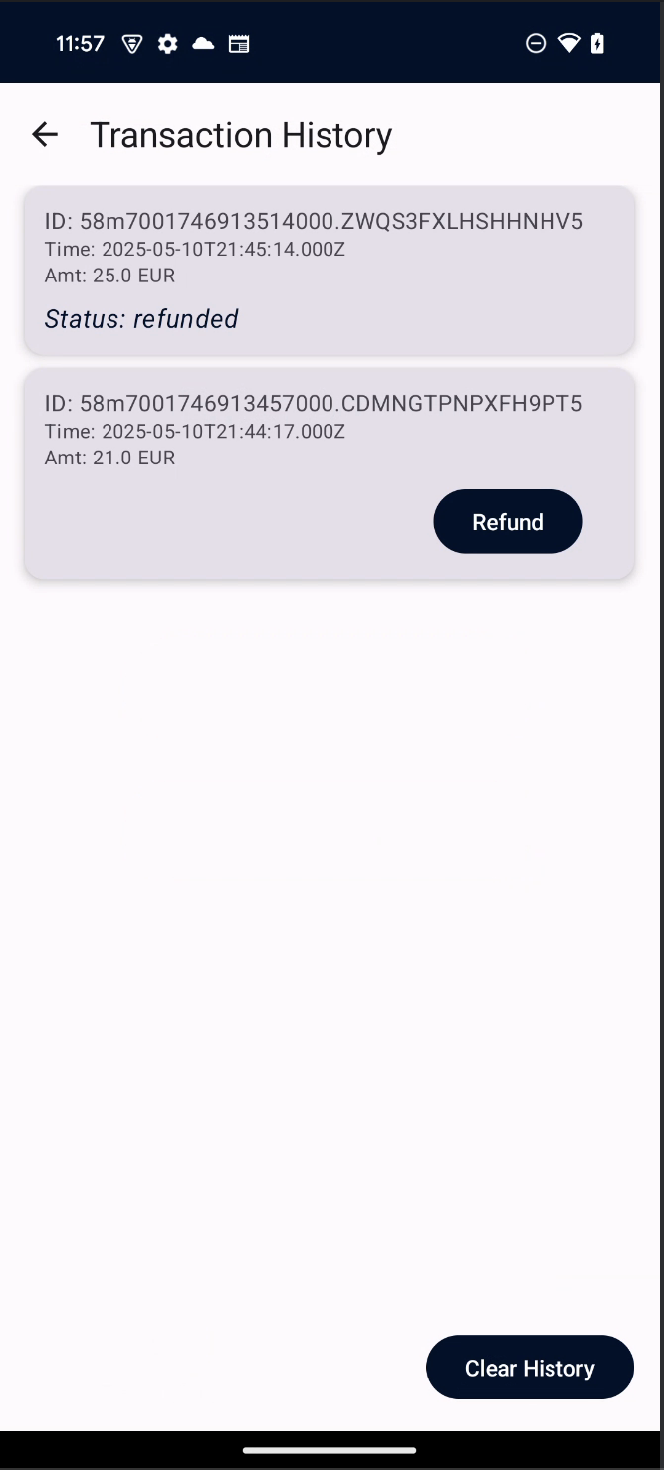 11:57
Transaction History
ID: 58m7001746913514000.ZWQS3FXLHSHHNHV5
Time: 2025-05-10T21:45:14.000Z
Amt: 25.0 EUR
Status: refunded
ID: 58m7001746913457000.CDMNGTPNPXFH9PT5
Time: 2025-05-10T21:44:17.000Z
Amt: 21.0 EUR
Refund
Clear History